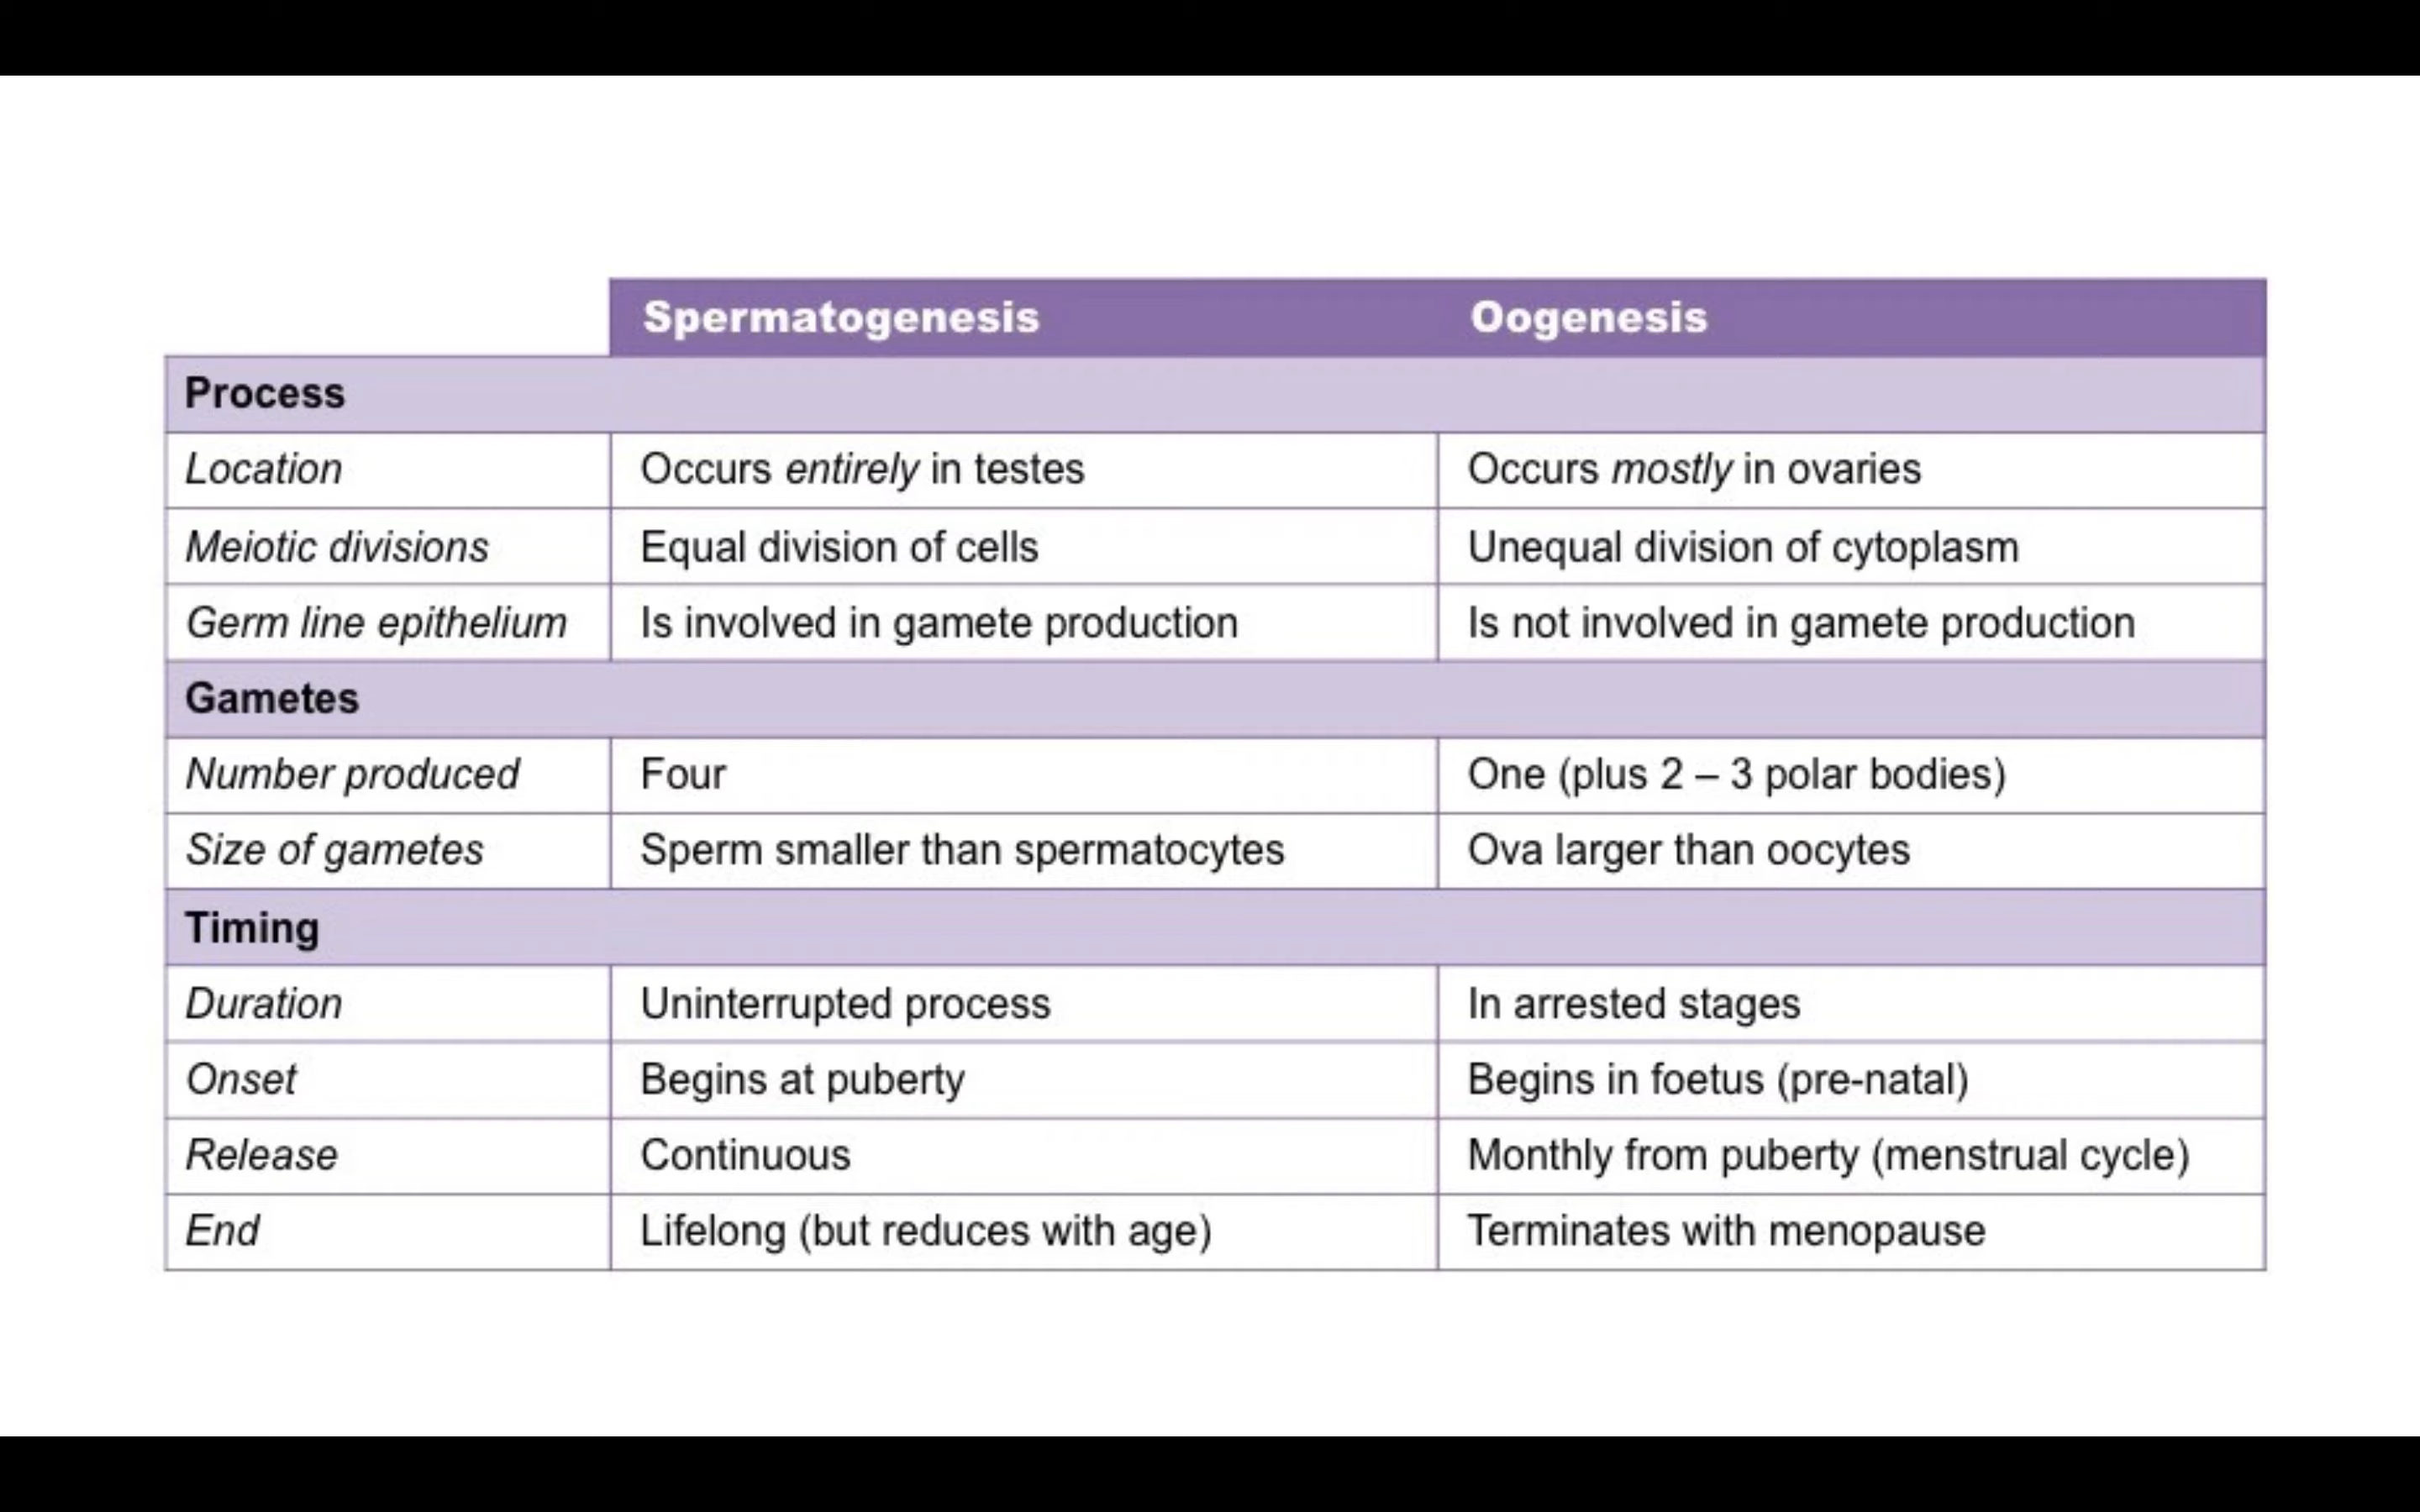 Spermatogenesis Oogenesis
Process
Location Occurs entirely in testes Occurs mostly in ovaries
Meiotic divisions Equal division of cells Unequal division of cytoplasm
Germ line epithelium Is involved in gamete production Is not involved in gamete production
Gametes
Number produced Four One (plus 2 – 3 polar bodies)
Size of gametes Sperm smaller than spermatocytes Ova larger than oocytes
Timing
Duration Uninterrupted process In arrested stages
Onset Begins at puberty Begins in foetus (pre-natal)
Release Continuous Monthly from puberty (menstrual cycle)
End Lifelong (but reduces with age) Terminates with menopause